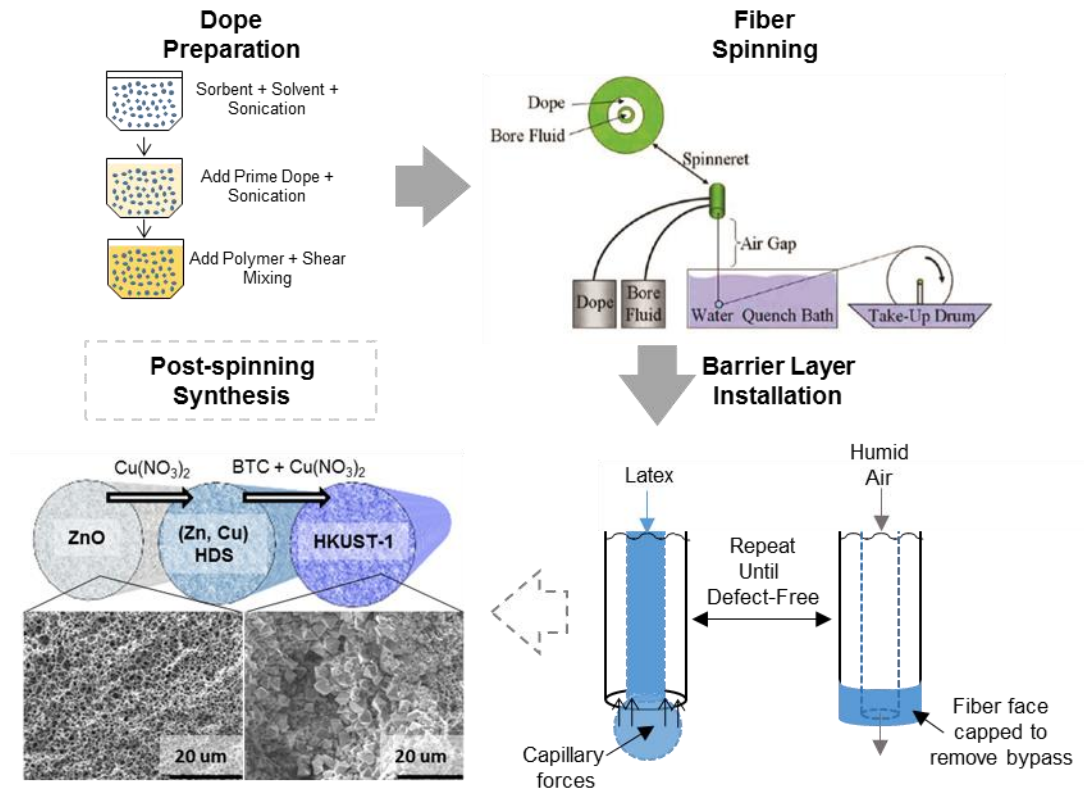 Dope
Preparation
Sorbent + Solvent +
Sonication
Add Prime Dope +
Sonication
Add Polymer + Shear
Mixing
Fiber
Spinning
Dope
Bore Fluid
Spinneret
Air Gap
Dope
Bore
Fluid
Water Quench Bath
Take-Up Drum
Post-spinning
Synthesis
Cu(NO₃)₂
BTC + Cu(NO₃)₂
ZnO
(Zn, Cu)
HDS
HKUST-1
20 um
20 um
Barrier Layer
Installation
Latex
Humid
Air
Repeat
Until
Defect-Free
Capillary
forces
Fiber face
capped to
remove bypass